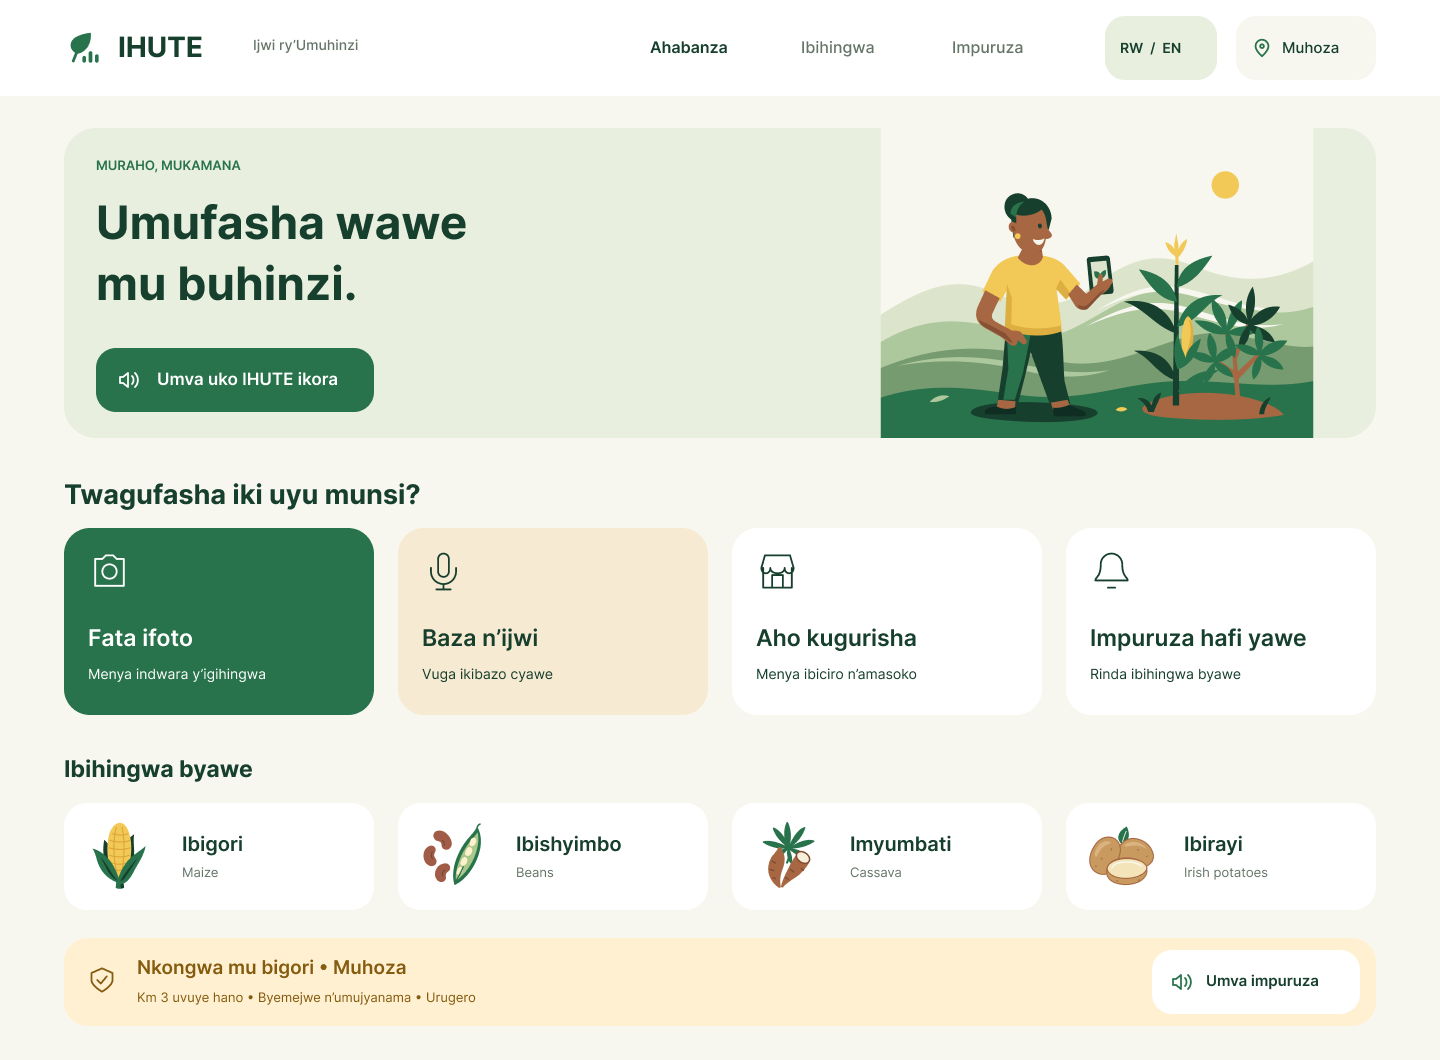 IHUTE
Ijwi ry’Umuhinzi
Ahabanza
Ibihingwa
Impuruza
RW / EN
Muhoza
MURAHO, MUKAMANA
Umufasha wawe
mu buhinzi.
Umva uko IHUTE ikora
Twagufasha iki uyu munsi?
Fata ifoto
Menya indwara y’igihingwa
Baza n’ijwi
Vuga ikibazo cyawe
Aho kugurisha
Menya ibiciro n’amasoko
Impuruza hafi yawe
Rinda ibihingwa byawe
Ibihingwa byawe
Ibigori
Maize
Ibishyimbo
Beans
Imyumbati
Cassava
Ibirayi
Irish potatoes
Nkongwa mu bigori • Muhoza
Km 3 uvuye hano • Byemejwe n’umujyanama • Urugero
Umva impuruza